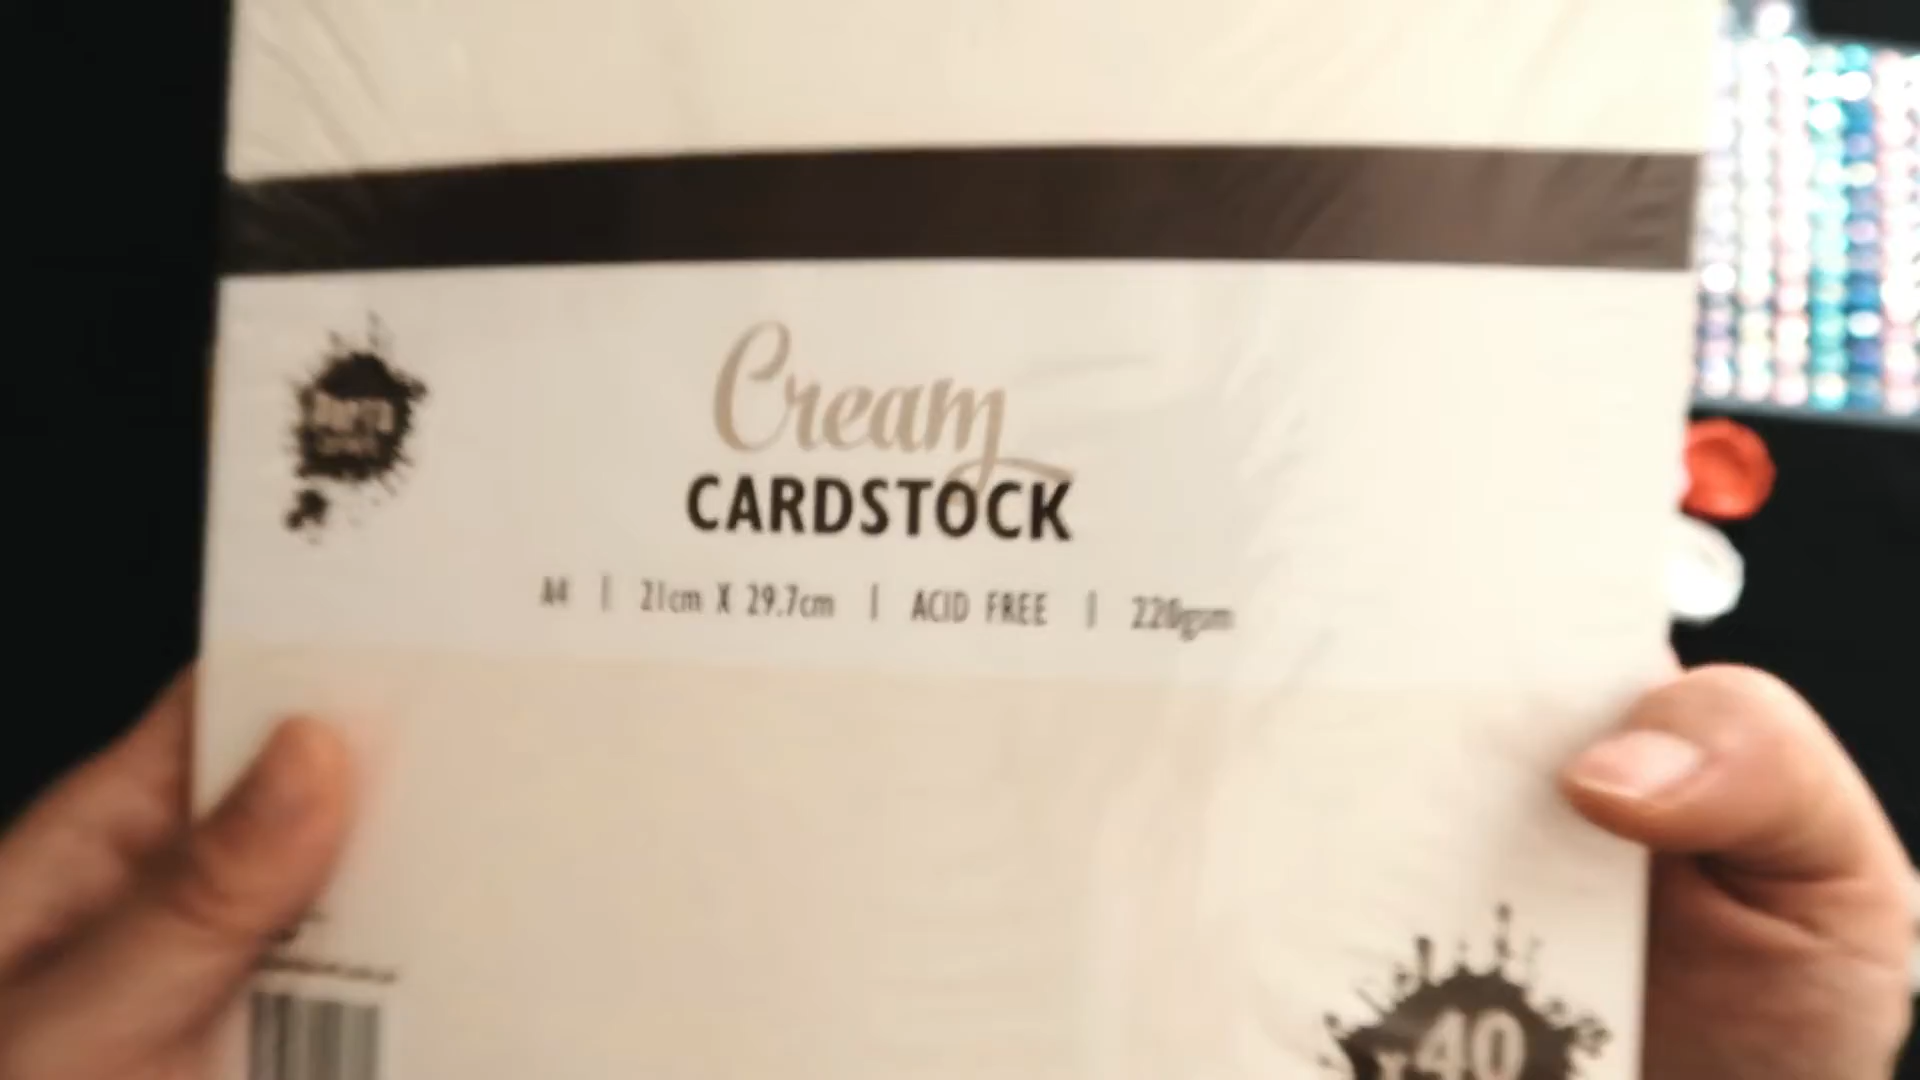 Cream
CARDSTOCK
A4 | 21cm X 29.7cm | ACID FREE | 220gsm
x40